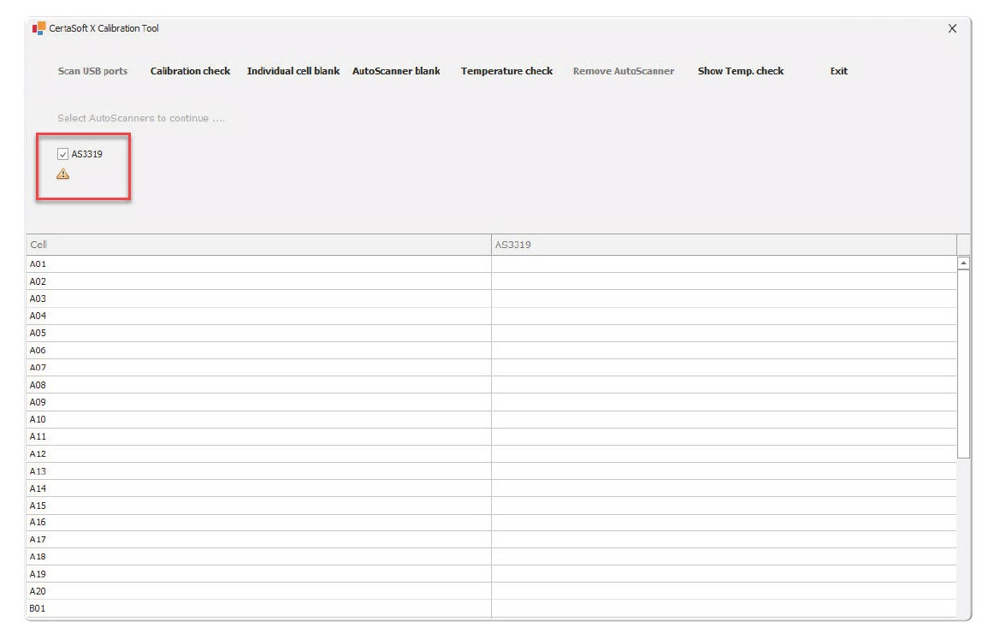 CertaSoft X Calibration Tool
Scan USB ports Calibration check Individual cell blank AutoScanner blank Temperature check Remove AutoScanner Show Temp. check Exit
Select AutoScanners to continue ....
AS3319
Cell AS3319
A01
A02
A03
A04
A05
A06
A07
A08
A09
A10
A11
A12
A13
A14
A15
A16
A17
A18
A19
A20
B01